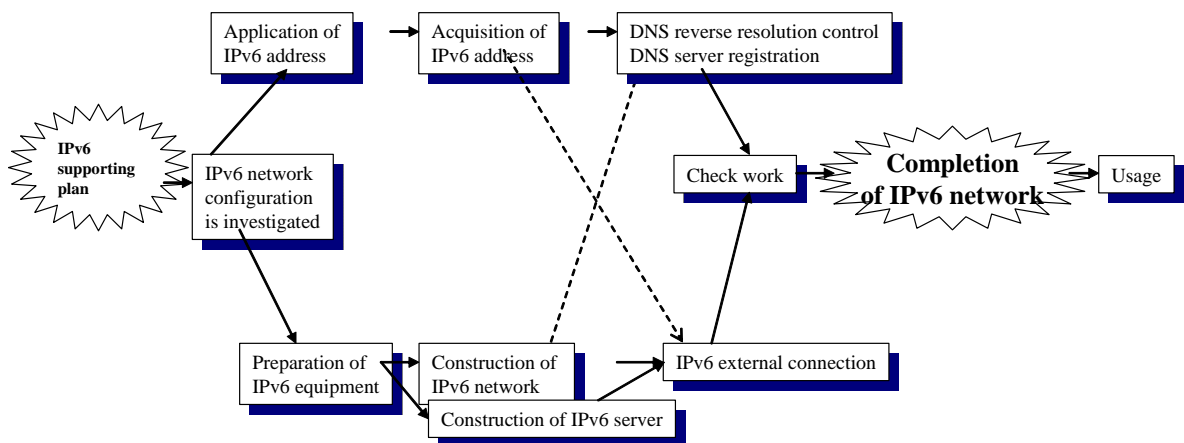 Application of
IPv6 address
Acquisition of
IPv6 address
DNS reverse resolution control
DNS server registration
IPv6
supporting
plan
IPv6 network
configuration
is investigated
Check work
Completion
of IPv6 network
Usage
Preparation of
IPv6 equipment
Construction of
IPv6 network
IPv6 external connection
Construction of IPv6 server